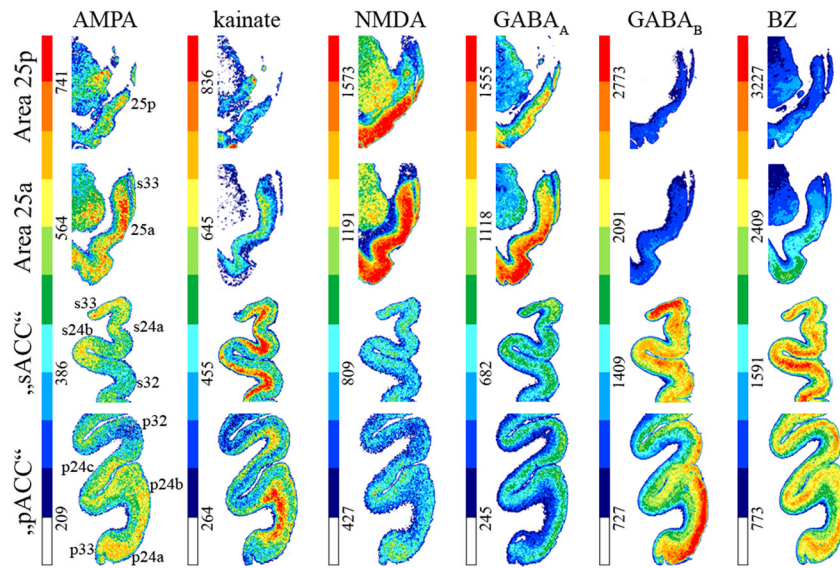 AMPA kainate NMDA GABA_A GABA_B BZ
Area 25p
741 836 1573 1555 2773 3227
25p
Area 25a
s33
564 645 1191 1118 2091 2409
25a
„sACC“
s33
s24b s24a
386 455 809 682 1409 1591
s32
„pACC“
p32
p24c
p24b
209 264 427 245 727 773
p33 p24a